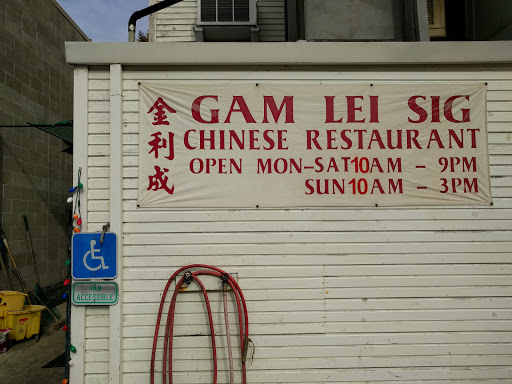 金利成
GAM LEI SIG
CHINESE RESTAURANT
OPEN MON-SAT 10AM - 9PM
SUN 10AM - 3PM
VAN
ACCESSIBLE